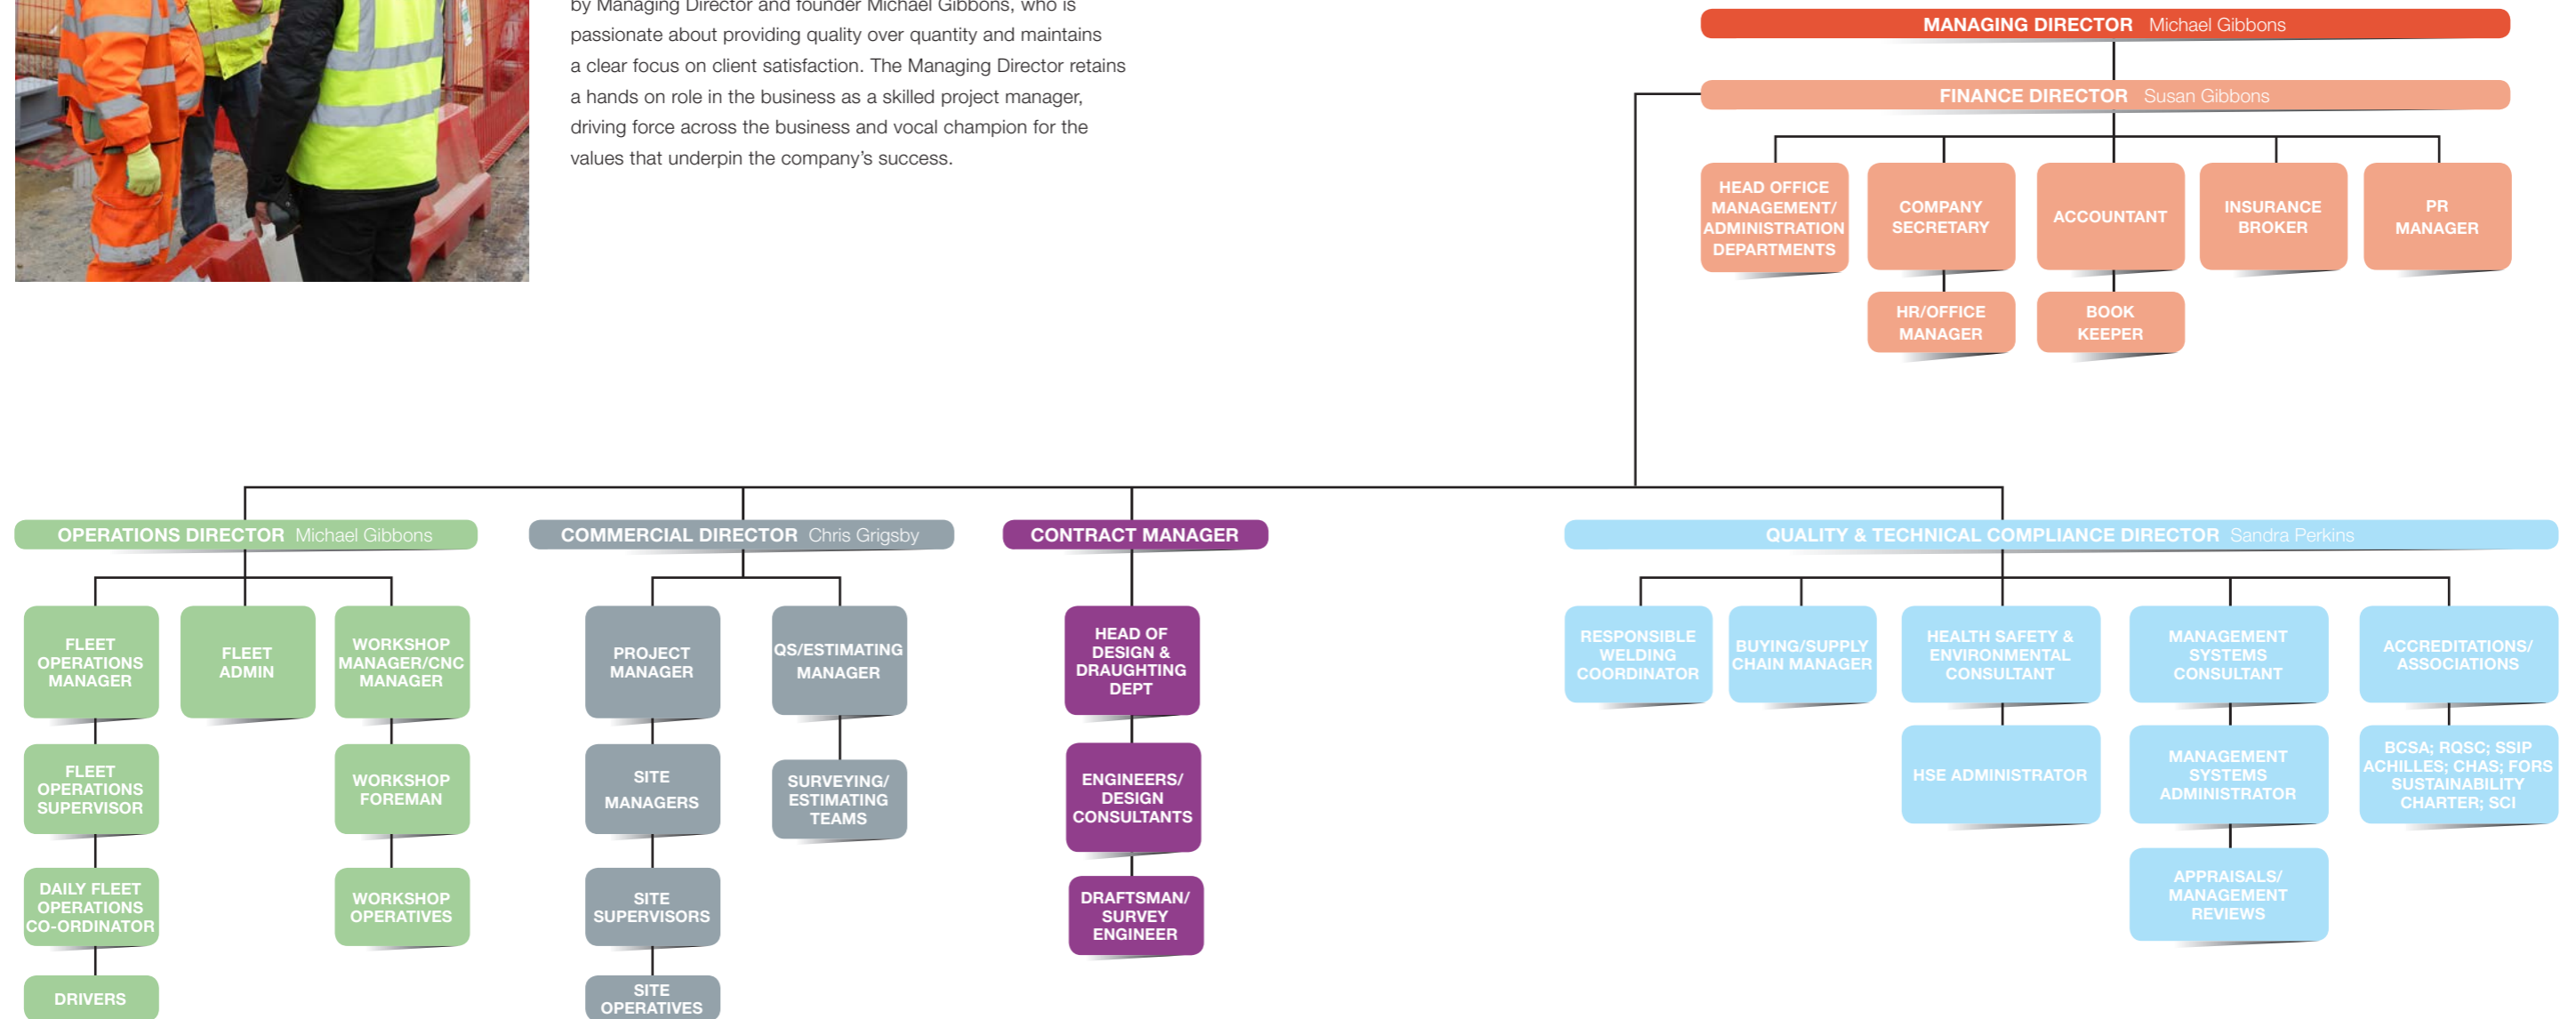 by Managing Director and founder Michael Gibbons, who is
passionate about providing quality over quantity and maintains
a clear focus on client satisfaction. The Managing Director retains
a hands on role in the business as a skilled project manager,
driving force across the business and vocal champion for the
values that underpin the company’s success.
MANAGING DIRECTOR Michael Gibbons
FINANCE DIRECTOR Susan Gibbons
HEAD OFFICE
MANAGEMENT/
ADMINISTRATION
DEPARTMENTS
COMPANY
SECRETARY
ACCOUNTANT
INSURANCE
BROKER
PR
MANAGER
HR/OFFICE
MANAGER
BOOK
KEEPER
OPERATIONS DIRECTOR Michael Gibbons
FLEET
OPERATIONS
MANAGER
FLEET
ADMIN
WORKSHOP
MANAGER/CNC
MANAGER
FLEET
OPERATIONS
SUPERVISOR
WORKSHOP
FOREMAN
DAILY FLEET
OPERATIONS
CO-ORDINATOR
WORKSHOP
OPERATIVES
DRIVERS
COMMERCIAL DIRECTOR Chris Grigsby
PROJECT
MANAGER
QS/ESTIMATING
MANAGER
SITE
MANAGERS
SURVEYING/
ESTIMATING
TEAMS
SITE
SUPERVISORS
SITE
OPERATIVES
CONTRACT MANAGER
HEAD OF
DESIGN &
DRAUGHTING
DEPT
ENGINEERS/
DESIGN
CONSULTANTS
DRAFTSMAN/
SURVEY
ENGINEER
QUALITY & TECHNICAL COMPLIANCE DIRECTOR Sandra Perkins
RESPONSIBLE
WELDING
COORDINATOR
BUYING/SUPPLY
CHAIN MANAGER
HEALTH SAFETY &
ENVIRONMENTAL
CONSULTANT
MANAGEMENT
SYSTEMS
CONSULTANT
ACCREDITATIONS/
ASSOCIATIONS
HSE ADMINISTRATOR
MANAGEMENT
SYSTEMS
ADMINISTRATOR
BCSA; RQSC; SSIP
ACHILLES; CHAS; FORS
SUSTAINABILITY
CHARTER; SCI
APPRAISALS/
MANAGEMENT
REVIEWS